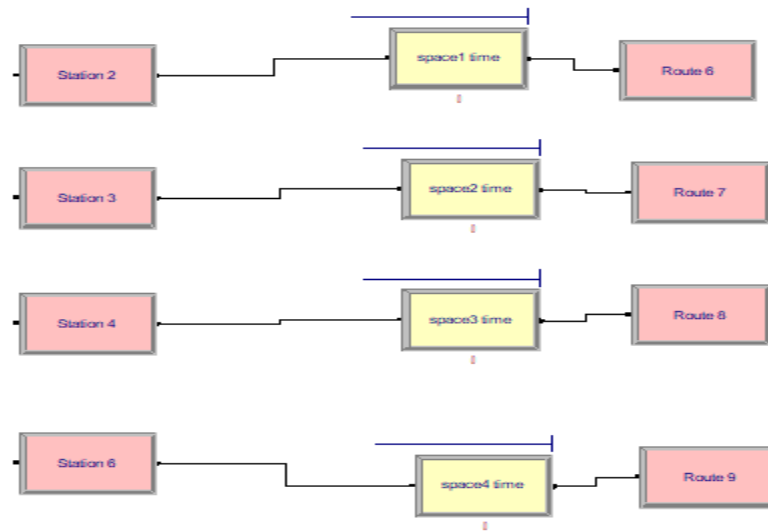 Station 2
space1 time
Route 6
Station 3
space2 time
Route 7
Station 4
space3 time
Route 8
Station 6
space4 time
Route 9